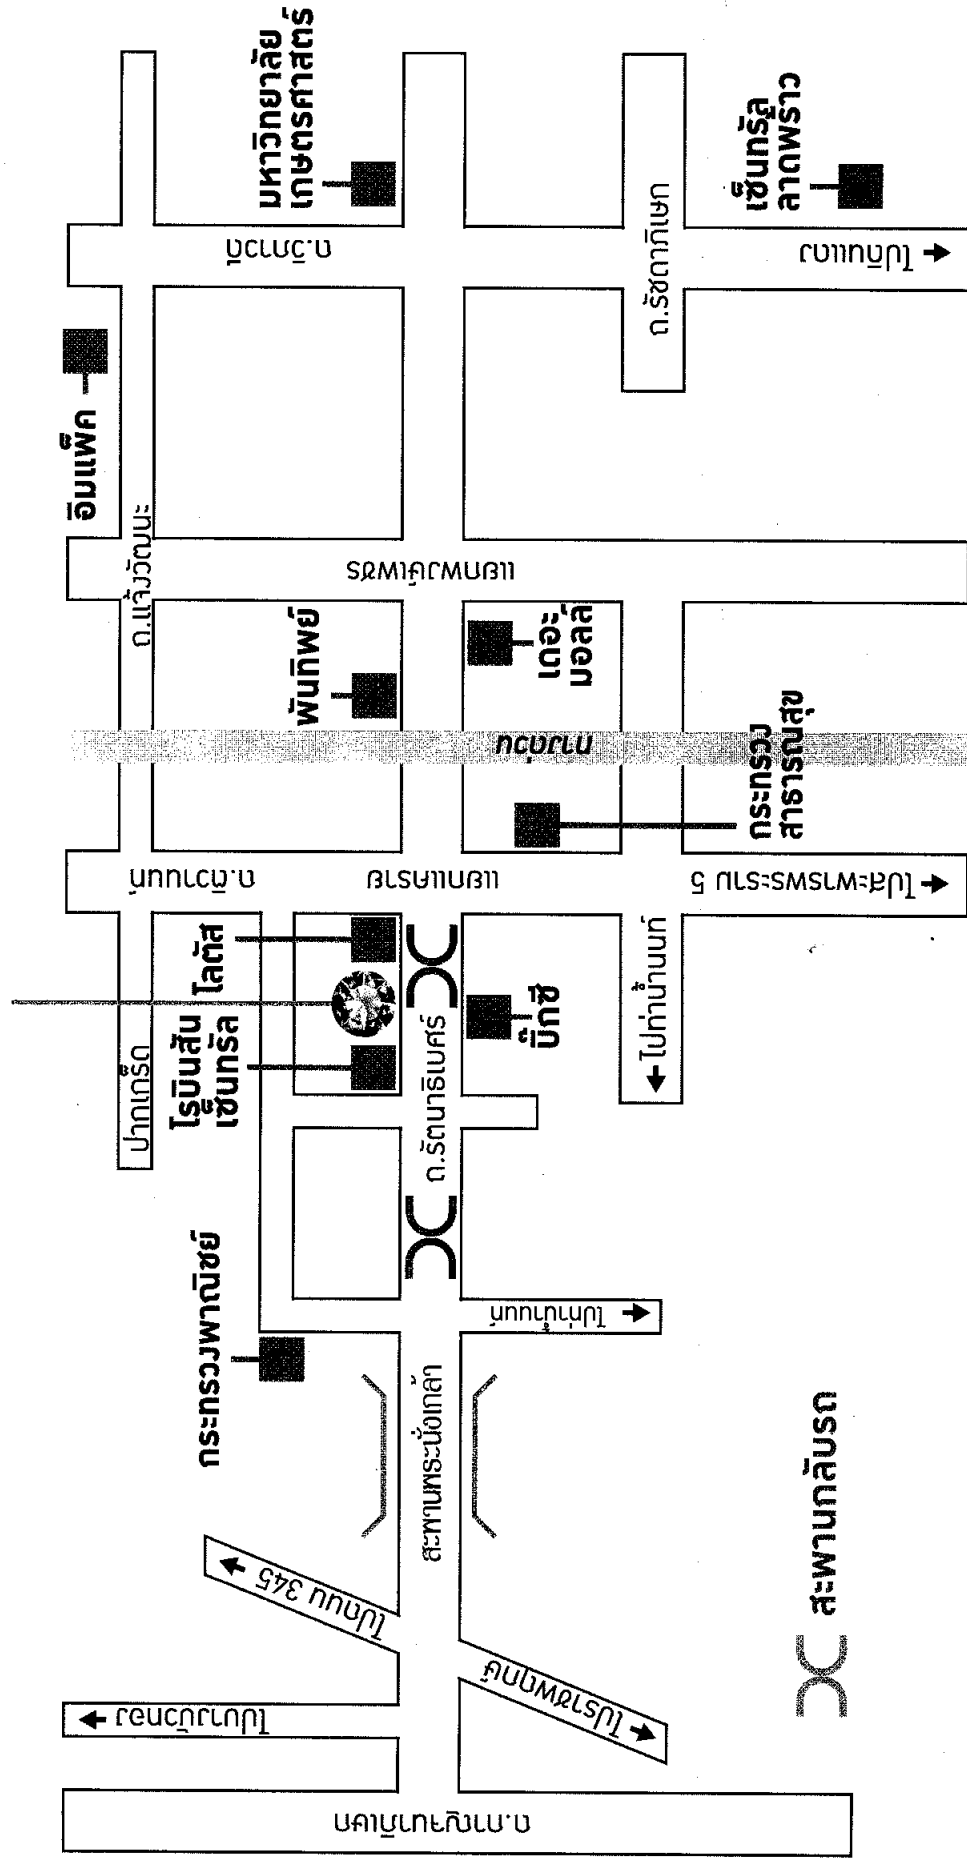 มหาวิทยาลัย
เกษตรศาสตร์
เซ็นทรัล
ลาดพราว
ถ.วิภาวดี
ถ.รัชดาภิเษก
ไปดินแดง
อิมแพ็ค
ถ.แจ้งวัฒนะ
แยกพงษ์เพชร
พันทิพย์
เดอะ
มอลล์
ทางด่วน
กระทรวง
สาธารณสุข
ถ.ติวานนท์
แยกแคราย
ไปสะพานพระราม 5
โลตัส
โรบินสัน
เซ็นทรัล
บิ๊กซี
ปากเกร็ด
ถ.รัตนาธิเบศร์
ไปท่าน้ำนนท์
กระทรวงพาณิชย์
ไปท่าน้ำนนท์
สะพานพระนั่งเกล้า
ไปถนน 345
ไปราชพฤกษ์
ไปบางบัวทอง
ถ.กาญจนาภิเษก
สะพานกลับรถ